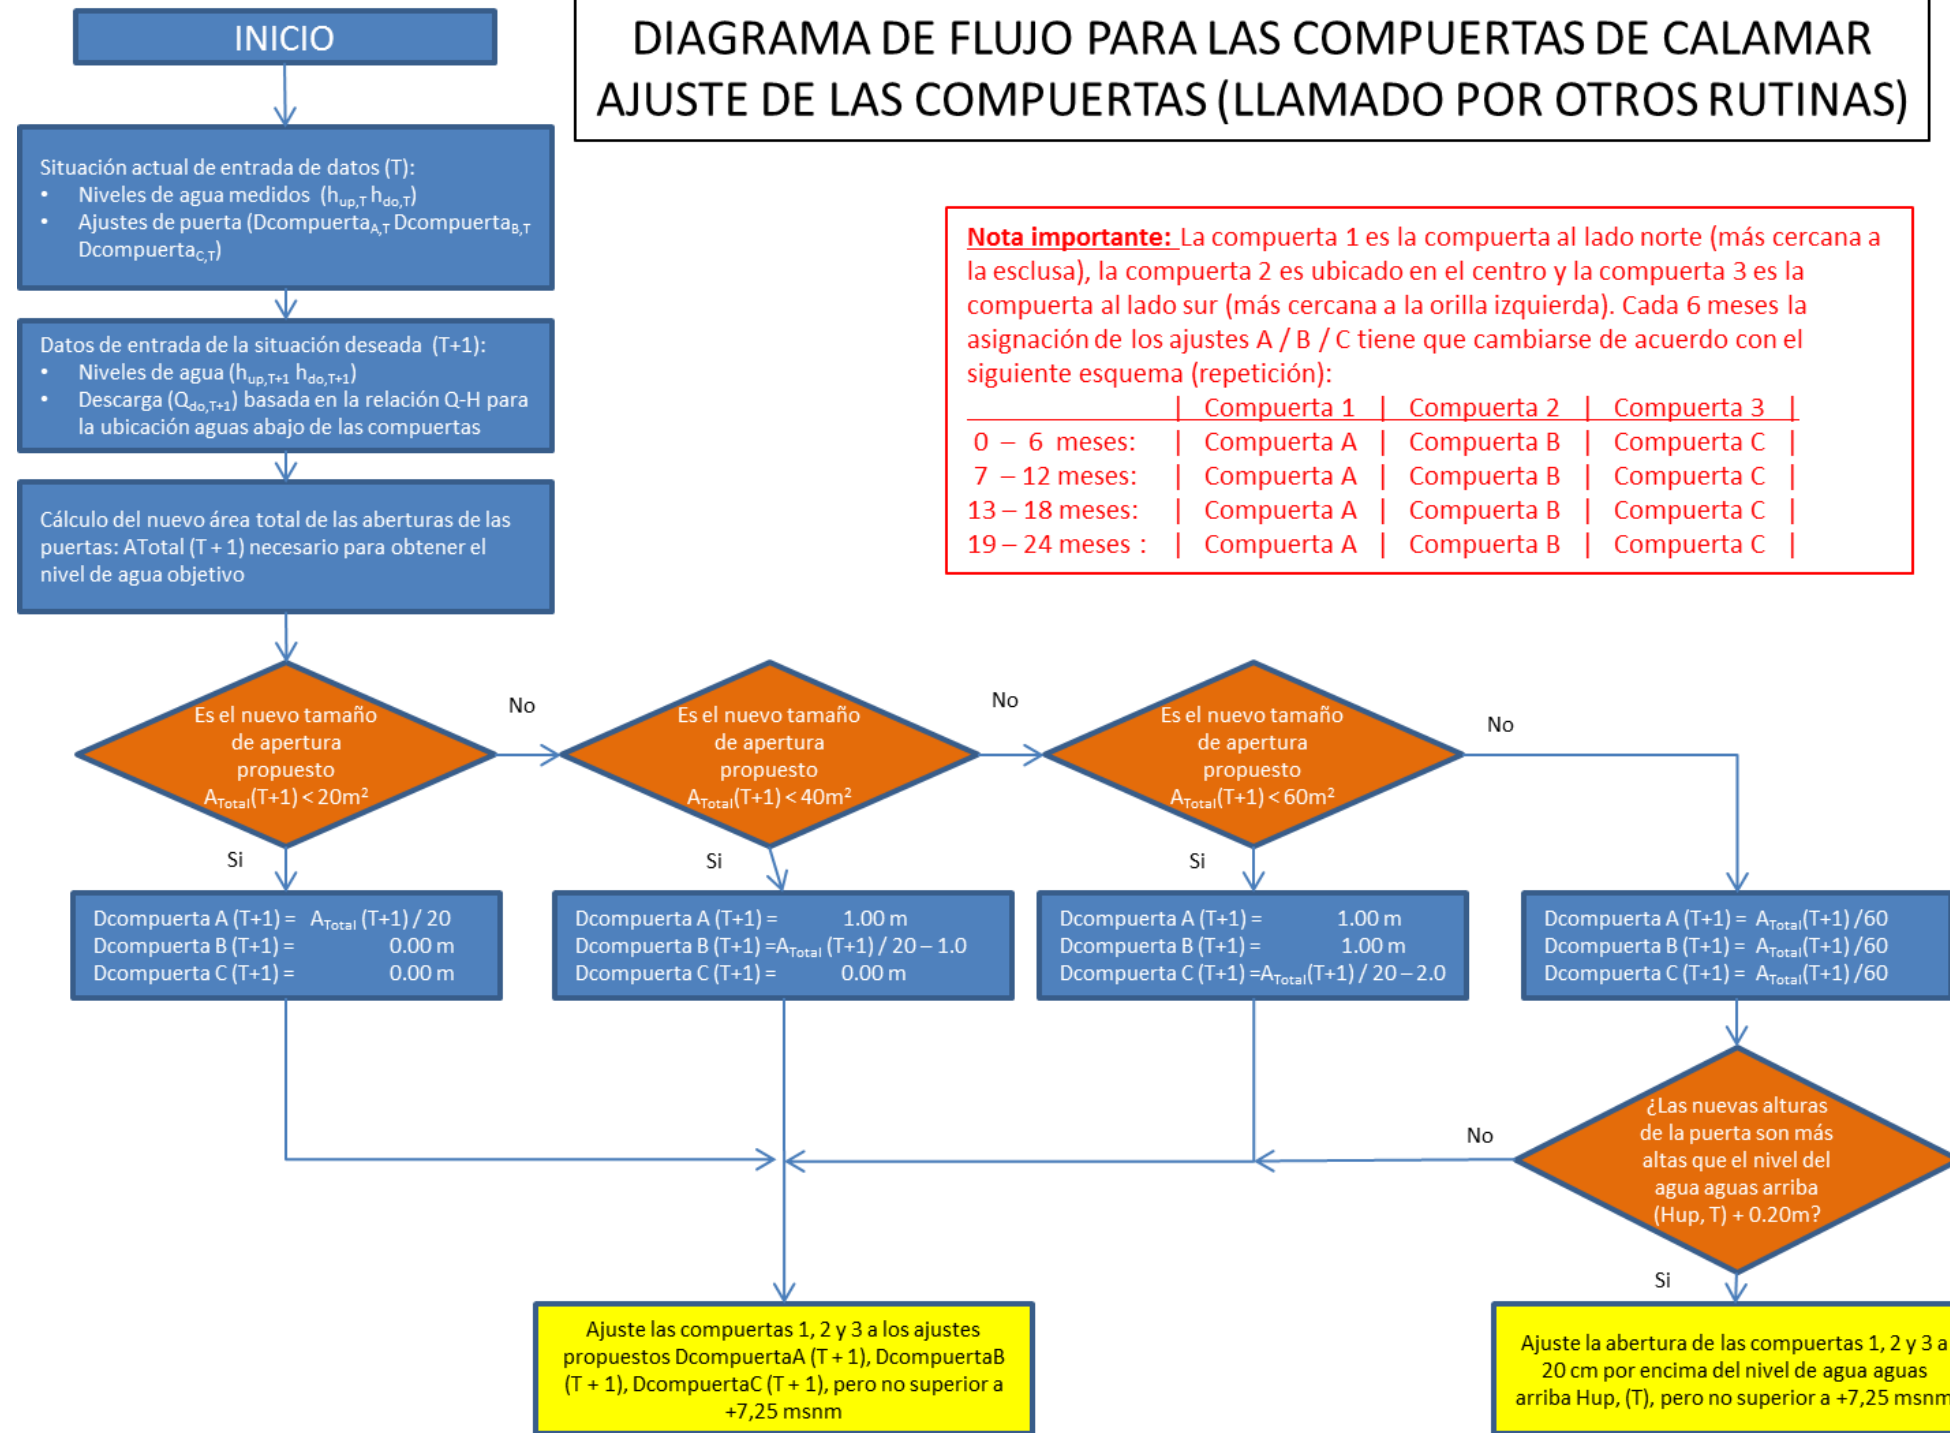 INICIO
DIAGRAMA DE FLUJO PARA LAS COMPUERTAS DE CALAMAR
AJUSTE DE LAS COMPUERTAS (LLAMADO POR OTROS RUTINAS)
Situación actual de entrada de datos (T):
• Niveles de agua medidos (hup,T hdo,T)
• Ajustes de puerta (DcompuertaA,T DcompuertaB,T
DcompuertaC,T)
Datos de entrada de la situación deseada (T+1):
• Niveles de agua (hup,T+1 hdo,T+1)
• Descarga (Qdo,T+1) basada en la relación Q-H para
la ubicación aguas abajo de las compuertas
Cálculo del nuevo área total de las aberturas de las
puertas: ATotal (T + 1) necesario para obtener el
nivel de agua objetivo
Nota importante: La compuerta 1 es la compuerta al lado norte (más cercana a
la esclusa), la compuerta 2 es ubicado en el centro y la compuerta 3 es la
compuerta al lado sur (más cercana a la orilla izquierda). Cada 6 meses la
asignación de los ajustes A / B / C tiene que cambiarse de acuerdo con el
siguiente esquema (repetición):
| Compuerta 1 | Compuerta 2 | Compuerta 3 |
0 – 6 meses: | Compuerta A | Compuerta B | Compuerta C |
7 – 12 meses: | Compuerta A | Compuerta B | Compuerta C |
13 – 18 meses: | Compuerta A | Compuerta B | Compuerta C |
19 – 24 meses : | Compuerta A | Compuerta B | Compuerta C |
Es el nuevo tamaño
de apertura
propuesto
ATotal(T+1) < 20m²
No
Si
Es el nuevo tamaño
de apertura
propuesto
ATotal(T+1) < 40m²
No
Si
Es el nuevo tamaño
de apertura
propuesto
ATotal(T+1) < 60m²
No
Si
Dcompuerta A (T+1) = ATotal (T+1) / 20
Dcompuerta B (T+1) = 0.00 m
Dcompuerta C (T+1) = 0.00 m
Dcompuerta A (T+1) = 1.00 m
Dcompuerta B (T+1) =ATotal (T+1) / 20 – 1.0
Dcompuerta C (T+1) = 0.00 m
Dcompuerta A (T+1) = 1.00 m
Dcompuerta B (T+1) = 1.00 m
Dcompuerta C (T+1) =ATotal(T+1) / 20 – 2.0
Dcompuerta A (T+1) = ATotal(T+1) /60
Dcompuerta B (T+1) = ATotal(T+1) /60
Dcompuerta C (T+1) = ATotal(T+1) /60
¿Las nuevas alturas
de la puerta son más
altas que el nivel del
agua aguas arriba
(Hup, T) + 0.20m?
No
Si
Ajuste las compuertas 1, 2 y 3 a los ajustes
propuestos DcompuertaA (T + 1), DcompuertaB
(T + 1), DcompuertaC (T + 1), pero no superior a
+7,25 msnm
Ajuste la abertura de las compuertas 1, 2 y 3 a
20 cm por encima del nivel de agua aguas
arriba Hup, (T), pero no superior a +7,25 msnm